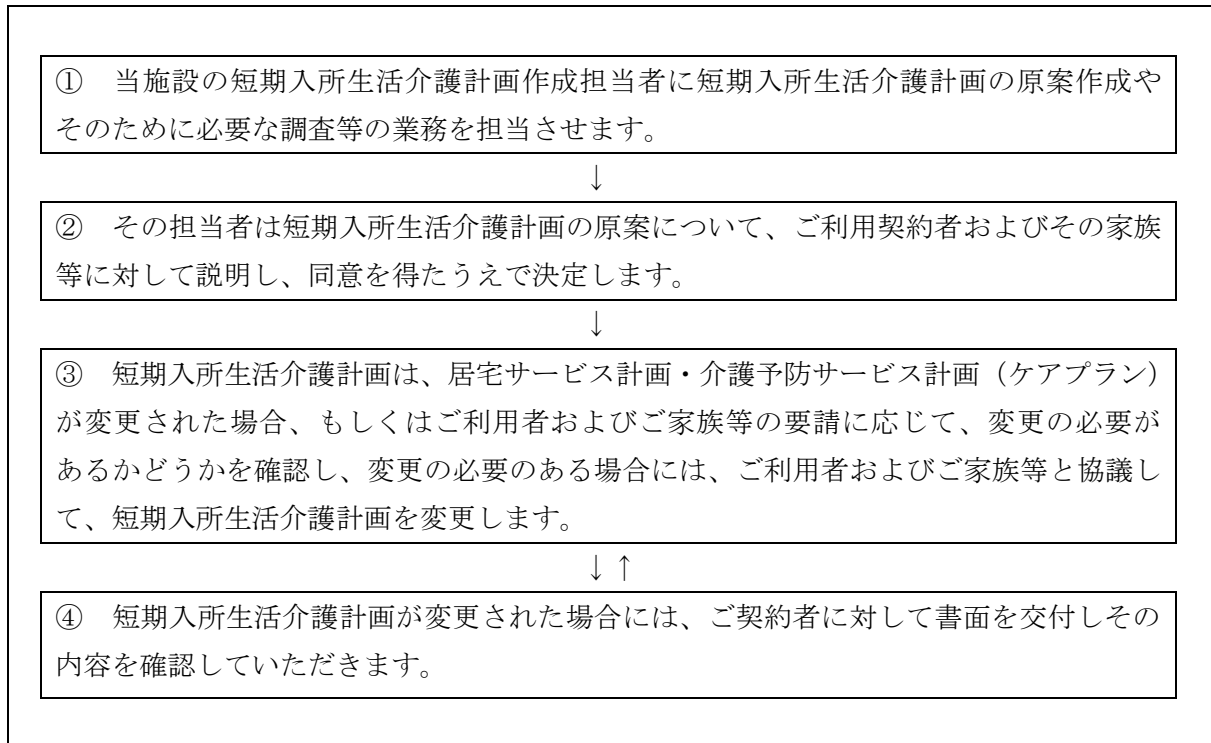 ① 当施設の短期入所生活介護計画作成担当者に短期入所生活介護計画の原案作成や
そのために必要な調査等の業務を担当させます。
↓
② その担当者は短期入所生活介護計画の原案について、ご利用契約者およびその家族
等に対して説明し、同意を得たうえで決定します。
↓
③ 短期入所生活介護計画は、居宅サービス計画・介護予防サービス計画（ケアプラン）
が変更された場合、もしくはご利用者およびご家族等の要請に応じて、変更の必要が
あるかどうかを確認し、変更の必要のある場合には、ご利用者およびご家族等と協議し
て、短期入所生活介護計画を変更します。
↓ ↑
④ 短期入所生活介護計画が変更された場合には、ご契約者に対して書面を交付しその
内容を確認していただきます。